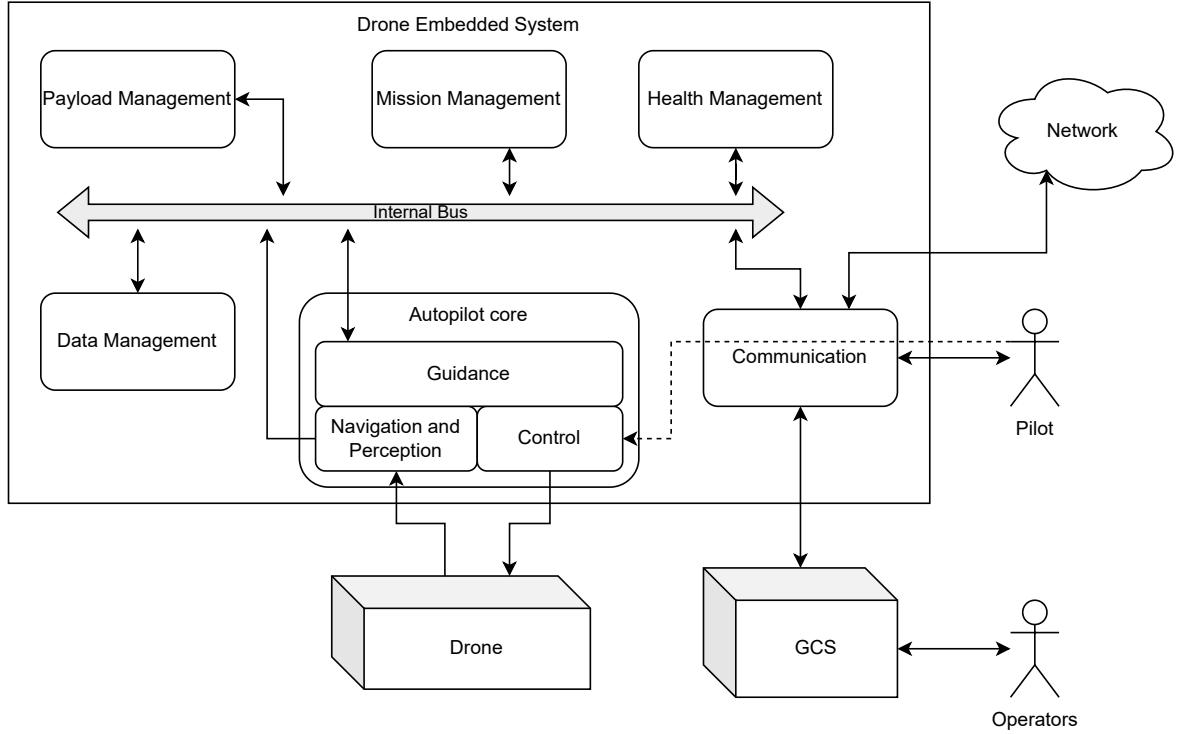 Drone Embedded System
Payload Management
Mission Management
Health Management
Network
Internal Bus
Data Management
Autopilot core
Guidance
Navigation and
Perception
Control
Communication
Pilot
Drone
GCS
Operators